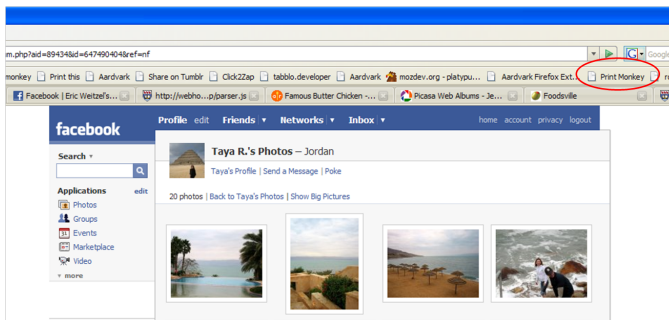 m.php?aid=89434&id=647490404&ref=nf G Google
monkey Print this Aardvark Share on Tumblr Click2Zap tabblo.developer Aardvark mozdev.org - platypu... Aardvark Firefox Ext... Print Monkey
Facebook | Eric Weitzel's... http://webho...p/parser.js Famous Butter Chicken -... Picasa Web Albums - Je... Foodsville
facebook Profile edit Friends ▼ Networks ▼ Inbox ▼ home account privacy logout
Search ▼
Taya R.'s Photos – Jordan
Taya's Profile | Send a Message | Poke
Applications edit
20 photos | Back to Taya's Photos | Show Big Pictures
Photos
Groups
31 Events
Marketplace
Video
▼ more